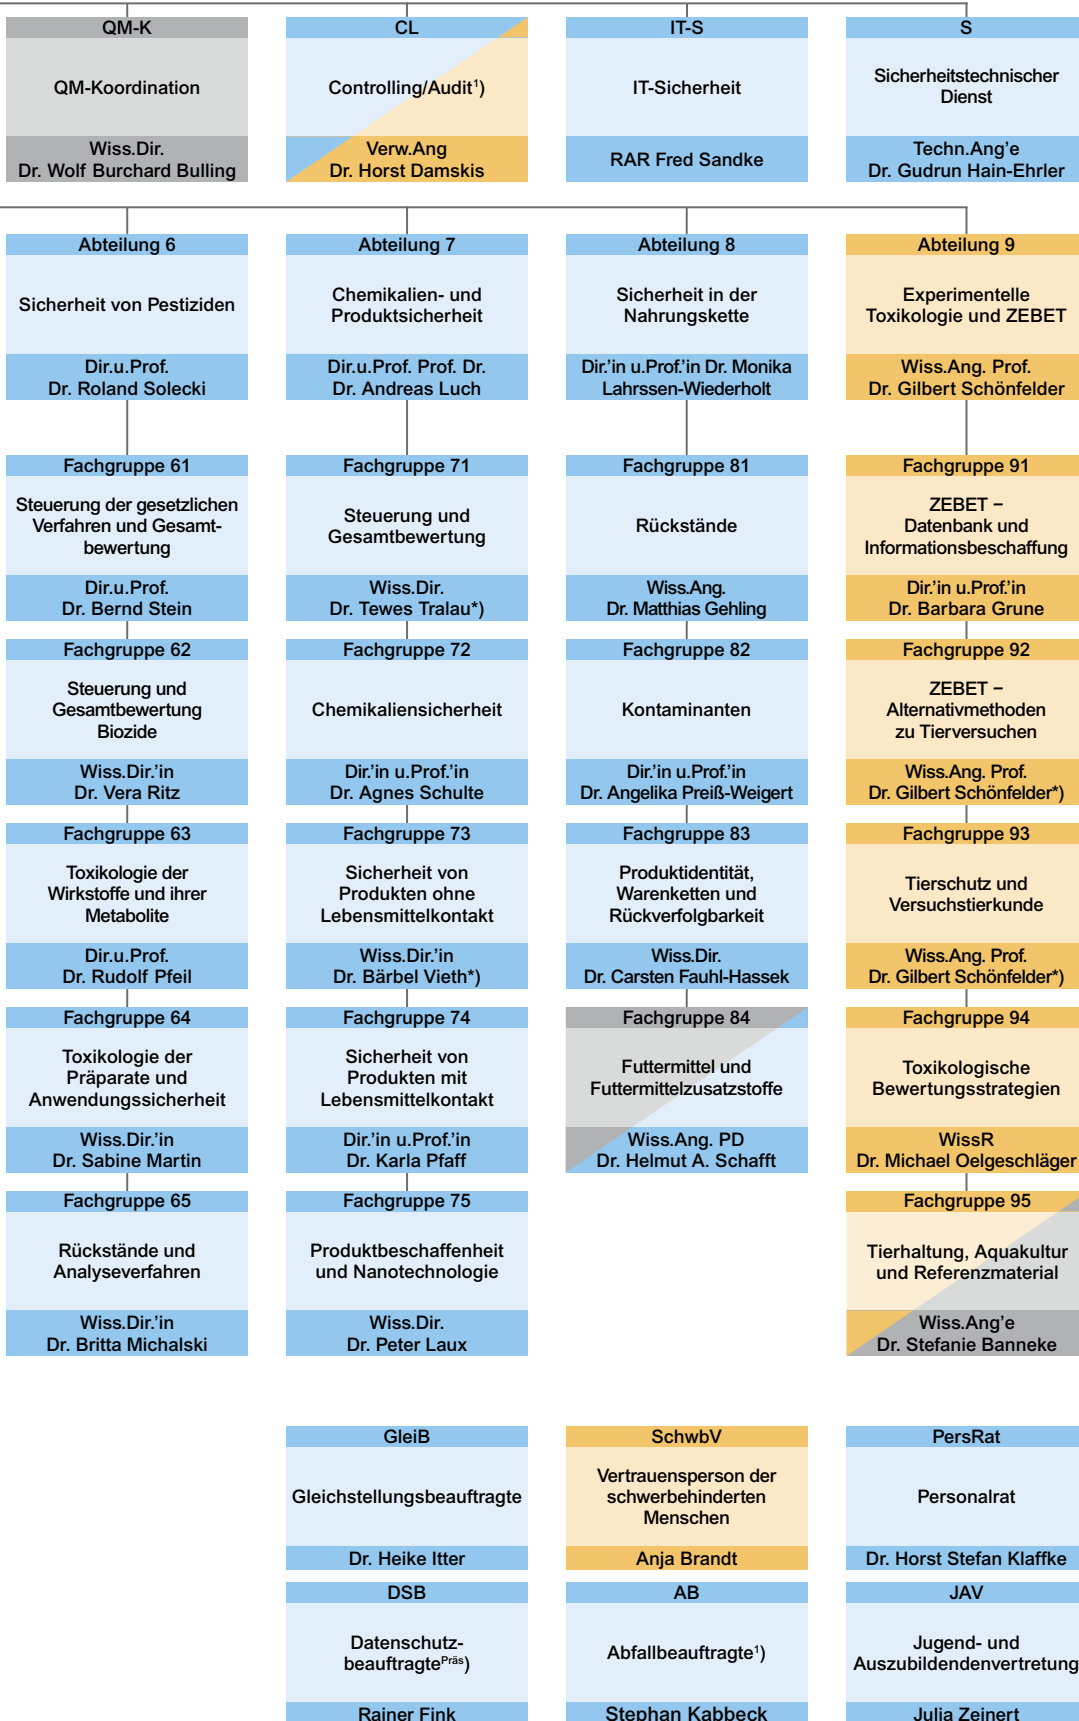 QM-K
QM-Koordination
Wiss.Dir.
Dr. Wolf Burchard Bulling
CL
Controlling/Audit¹)
Verw.Ang
Dr. Horst Damskis
IT-S
IT-Sicherheit
RAR Fred Sandke
S
Sicherheitstechnischer
Dienst
Techn.Ang'e
Dr. Gudrun Hain-Ehrler
Abteilung 6
Sicherheit von Pestiziden
Dir.u.Prof.
Dr. Roland Solecki
Abteilung 7
Chemikalien- und
Produktsicherheit
Dir.u.Prof. Prof. Dr.
Dr. Andreas Luch
Abteilung 8
Sicherheit in der
Nahrungskette
Dir.'in u.Prof.'in Dr. Monika
Lahrssen-Wiederholt
Abteilung 9
Experimentelle
Toxikologie und ZEBET
Wiss.Ang. Prof.
Dr. Gilbert Schönfelder
Fachgruppe 61
Steuerung der gesetzlichen
Verfahren und Gesamt-
bewertung
Dir.u.Prof.
Dr. Bernd Stein
Fachgruppe 71
Steuerung und
Gesamtbewertung
Wiss.Dir.
Dr. Tewes Tralau*)
Fachgruppe 81
Rückstände
Wiss.Ang.
Dr. Matthias Gehling
Fachgruppe 91
ZEBET –
Datenbank und
Informationsbeschaffung
Dir.'in u.Prof.'in
Dr. Barbara Grune
Fachgruppe 62
Steuerung und
Gesamtbewertung
Biozide
Wiss.Dir.'in
Dr. Vera Ritz
Fachgruppe 72
Chemikaliensicherheit
Dir.'in u.Prof.'in
Dr. Agnes Schulte
Fachgruppe 82
Kontaminanten
Dir.'in u.Prof.'in
Dr. Angelika Preiß-Weigert
Fachgruppe 92
ZEBET –
Alternativmethoden
zu Tierversuchen
Wiss.Ang. Prof.
Dr. Gilbert Schönfelder*)
Fachgruppe 63
Toxikologie der
Wirkstoffe und ihrer
Metabolite
Dir.u.Prof.
Dr. Rudolf Pfeil
Fachgruppe 73
Sicherheit von
Produkten ohne
Lebensmittelkontakt
Wiss.Dir.'in
Dr. Bärbel Vieth*)
Fachgruppe 83
Produktidentität,
Warenketten und
Rückverfolgbarkeit
Wiss.Dir.
Dr. Carsten Fauhl-Hassek
Fachgruppe 93
Tierschutz und
Versuchstierkunde
Wiss.Ang. Prof.
Dr. Gilbert Schönfelder*)
Fachgruppe 64
Toxikologie der
Präparate und
Anwendungssicherheit
Wiss.Dir.'in
Dr. Sabine Martin
Fachgruppe 74
Sicherheit von
Produkten mit
Lebensmittelkontakt
Dir.'in u.Prof.'in
Dr. Karla Pfaff
Fachgruppe 84
Futtermittel und
Futtermittelzusatzstoffe
Wiss.Ang. PD
Dr. Helmut A. Schafft
Fachgruppe 94
Toxikologische
Bewertungsstrategien
WissR
Dr. Michael Oelgeschläger
Fachgruppe 65
Rückstände und
Analyseverfahren
Wiss.Dir.'in
Dr. Britta Michalski
Fachgruppe 75
Produktbeschaffenheit
und Nanotechnologie
Wiss.Dir.
Dr. Peter Laux
Fachgruppe 95
Tierhaltung, Aquakultur
und Referenzmaterial
Wiss.Ang'e
Dr. Stefanie Banneke
GleiB
Gleichstellungsbeauftragte
Dr. Heike Itter
SchwbV
Vertrauensperson der
schwerbehinderten
Menschen
Anja Brandt
PersRat
Personalrat
Dr. Horst Stefan Klaffke
DSB
Datenschutz-
beauftragtePräs)
Rainer Fink
AB
Abfallbeauftragte¹)
Stephan Kabbeck
JAV
Jugend- und
Auszubildendenvertretung
Julia Zeinert